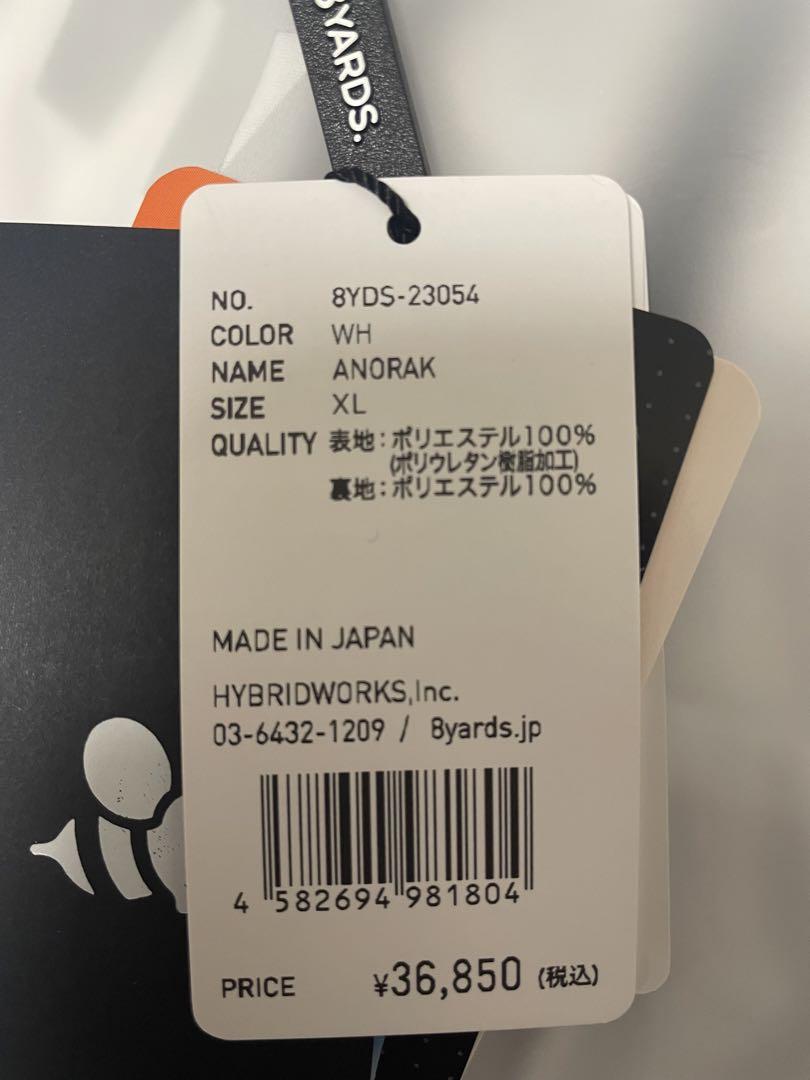 8YARDS.
NO. 8YDS-23054
COLOR WH
NAME ANORAK
SIZE XL
QUALITY 表地:ポリエステル100%
(ポリウレタン樹脂加工)
裏地:ポリエステル100%
MADE IN JAPAN
HYBRIDWORKS,Inc.
03-6432-1209 / 8yards.jp
4 582694 981804
PRICE ¥36,850 (税込)